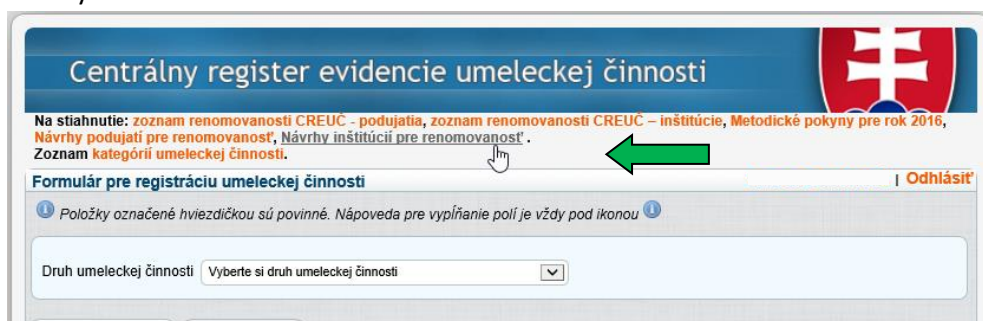 Centrálny register evidencie umeleckej činnosti
Na stiahnutie: zoznam renomovanosti CREUČ - podujatia, zoznam renomovanosti CREUČ – inštitúcie, Metodické pokyny pre rok 2016,
Návrhy podujatí pre renomovanosť, Návrhy inštitúcií pre renomovanosť .
Zoznam kategórií umeleckej činnosti.
Formulár pre registráciu umeleckej činnosti | Odhlásiť
Položky označené hviezdičkou sú povinné. Nápoveda pre vypĺňanie polí je vždy pod ikonou
Druh umeleckej činnosti Vyberte si druh umeleckej činnosti